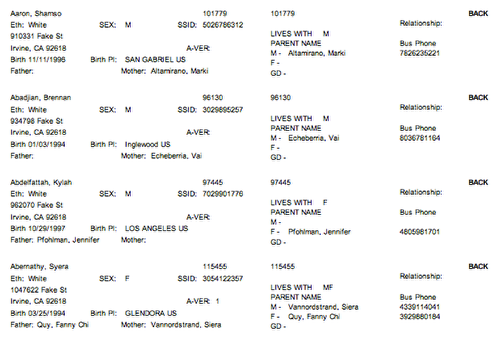 Aaron, Shamso 101779 101779 BACK
Eth: White SEX: M SSID: 5026786312 Relationship:
910331 Fake St LIVES WITH M
Irvine, CA 92618 A-VER: PARENT NAME Bus Phone
Birth 11/11/1996 Birth Pl: SAN GABRIEL US M - Altamirano, Marki 7826235221
Father: Mother: Altamirano, Marki F -
GD -
Abadjian, Brennan 96130 96130 BACK
Eth: White SEX: M SSID: 3029895257 Relationship:
934798 Fake St LIVES WITH M
Irvine, CA 92618 A-VER: PARENT NAME Bus Phone
Birth 01/03/1994 Birth Pl: Inglewood US M - Echeberria, Vai 8036781164
Father: Mother: Echeberria, Vai F -
GD -
Abdelfattah, Kylah 97445 97445 BACK
Eth: White SEX: M SSID: 7029901776 Relationship:
962070 Fake St LIVES WITH F
Irvine, CA 92618 A-VER: PARENT NAME Bus Phone
Birth 10/29/1997 Birth Pl: LOS ANGELES US M -
Father: Pfohlman, Jennifer Mother: F - Pfohlman, Jennifer 4805981701
GD -
Abernathy, Syera 115455 115455 BACK
Eth: White SEX: F SSID: 3054122357 Relationship:
1047622 Fake St LIVES WITH MF
Irvine, CA 92618 A-VER: 1 PARENT NAME Bus Phone
Birth 03/25/1994 Birth Pl: GLENDORA US M - Vannordstrand, Siera 4339114041
Father: Quy, Fanny Chi Mother: Vannordstrand, Siera F - Quy, Fanny Chi 3929880184
GD -